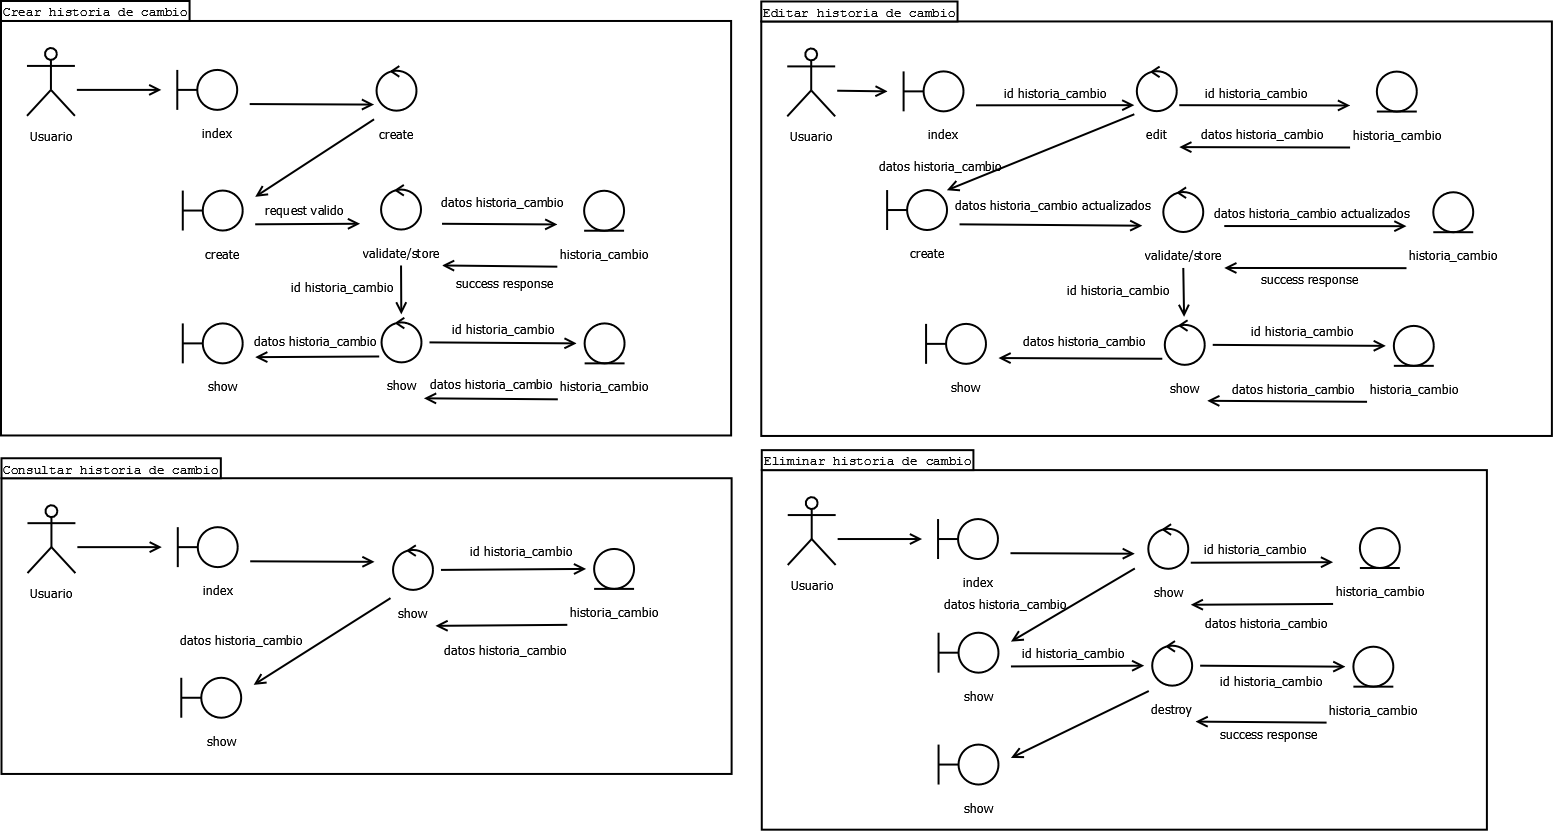 Crear historia de cambio
Usuario
index
create
create
request valido
validate/store
datos historia_cambio
historia_cambio
success response
id historia_cambio
show
datos historia_cambio
show
id historia_cambio
datos historia_cambio
historia_cambio
Editar historia de cambio
Usuario
index
id historia_cambio
edit
id historia_cambio
datos historia_cambio
historia_cambio
datos historia_cambio
create
datos historia_cambio actualizados
validate/store
datos historia_cambio actualizados
historia_cambio
success response
id historia_cambio
show
datos historia_cambio
show
id historia_cambio
datos historia_cambio
historia_cambio
Consultar historia de cambio
Usuario
index
show
id historia_cambio
historia_cambio
datos historia_cambio
datos historia_cambio
show
Eliminar historia de cambio
Usuario
index
show
id historia_cambio
historia_cambio
datos historia_cambio
datos historia_cambio
show
id historia_cambio
destroy
id historia_cambio
historia_cambio
success response
show